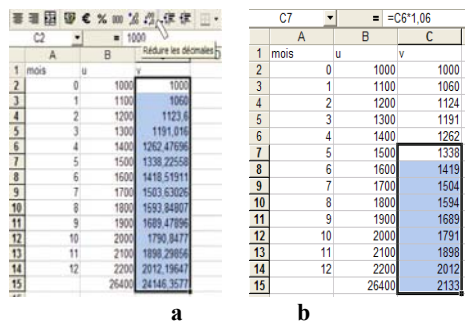 € % 000
C2 = 1000
Réduire les décimales
A B
1 mois u v
2 0 1000 1000
3 1 1100 1060
4 2 1200 1123,6
5 3 1300 1191,016
6 4 1400 1262,47696
7 5 1500 1338,22558
8 6 1600 1418,51911
9 7 1700 1503,63026
10 8 1800 1593,84807
11 9 1900 1689,47896
12 10 2000 1790,8477
13 11 2100 1898,29856
14 12 2200 2012,19647
15 26400 24146,3577
a
C7 = =C6*1,06
A B C
1 mois u v
2 0 1000 1000
3 1 1100 1060
4 2 1200 1124
5 3 1300 1191
6 4 1400 1262
7 5 1500 1338
8 6 1600 1419
9 7 1700 1504
10 8 1800 1594
11 9 1900 1689
12 10 2000 1791
13 11 2100 1898
14 12 2200 2012
15 26400 2133
b